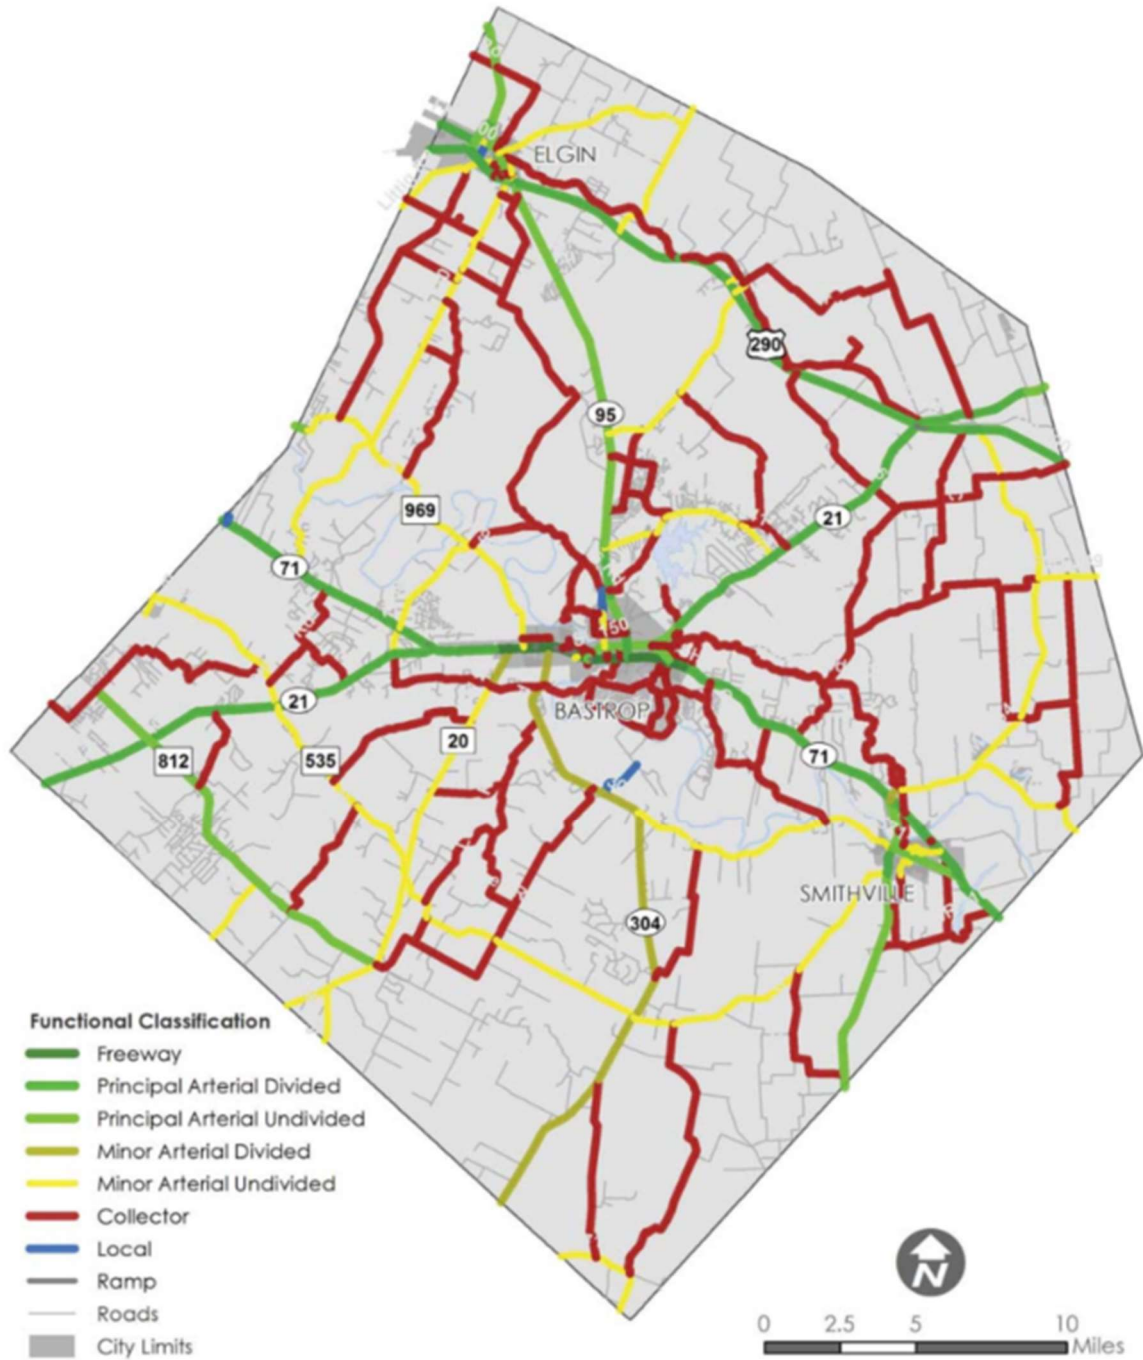 ELGIN
290
95
969
21
71
150
BASTROP
21
20
812
535
71
SMITHVILLE
304
Functional Classification
Freeway
Principal Arterial Divided
Principal Arterial Undivided
Minor Arterial Divided
Minor Arterial Undivided
Collector
Local
Ramp
Roads
City Limits
N
0 2.5 5 10
Miles